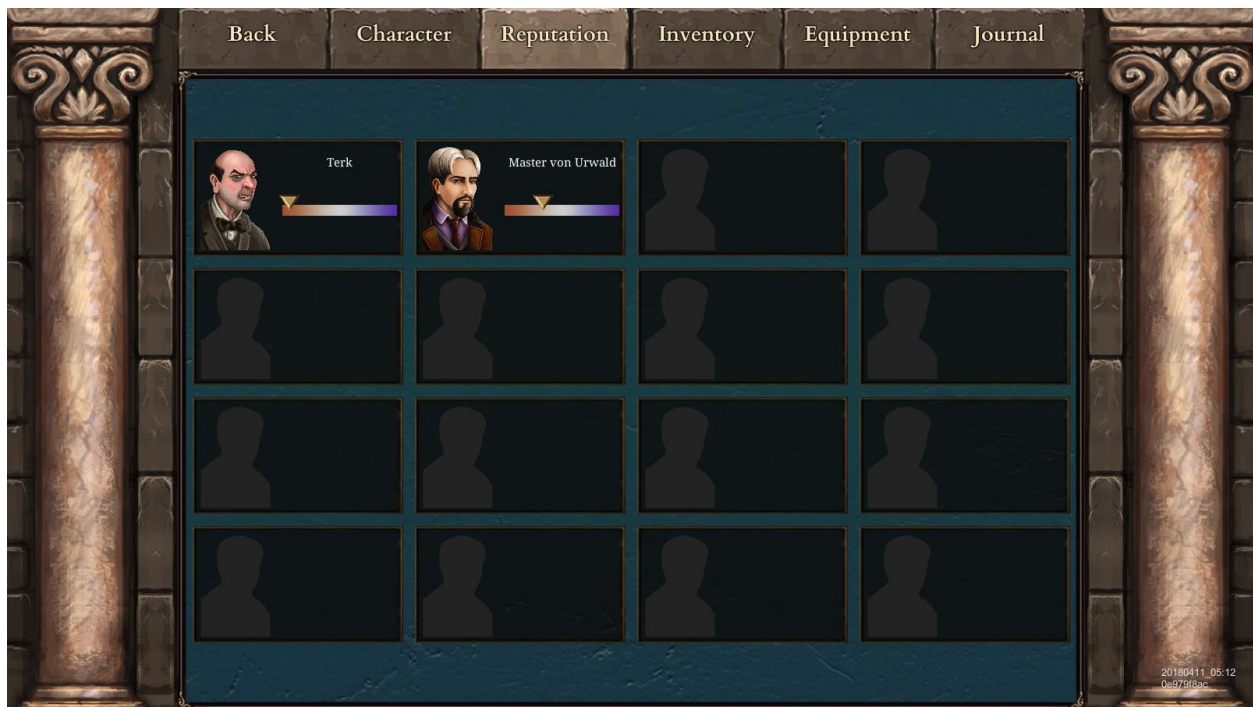 Back
Character
Reputation
Inventory
Equipment
Journal
Terk
Master von Urwald
20180411_05:12
0e979f8ac